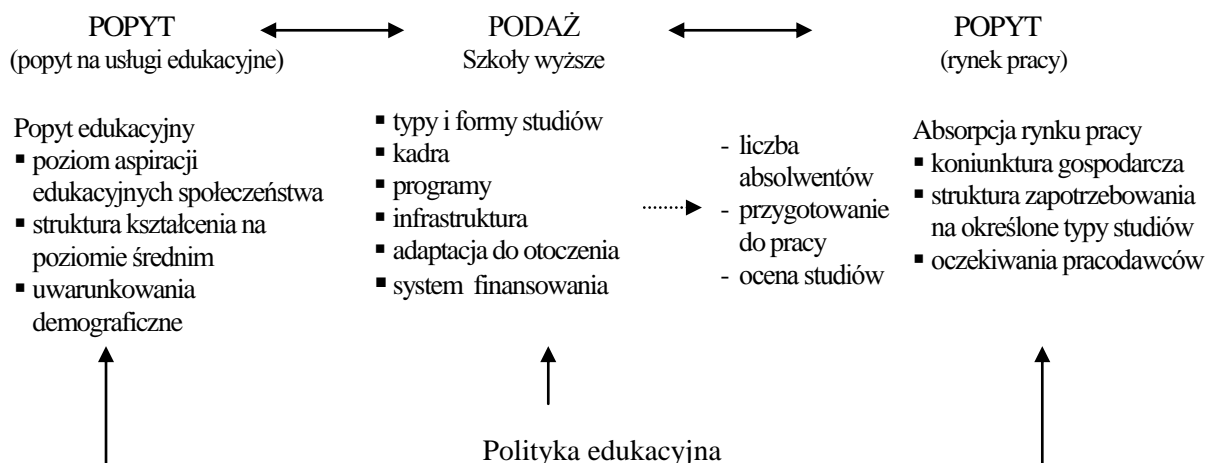 POPYT
(popyt na usługi edukacyjne)
PODAŻ
Szkoły wyższe
POPYT
(rynek pracy)
Popyt edukacyjny
▪ poziom aspiracji
edukacyjnych społeczeństwa
▪ struktura kształcenia na
poziomie średnim
▪ uwarunkowania
demograficzne
▪ typy i formy studiów
▪ kadra
▪ programy
▪ infrastruktura
▪ adaptacja do otoczenia
▪ system finansowania
- liczba
absolwentów
- przygotowanie
do pracy
- ocena studiów
Absorpcja rynku pracy
▪ koniunktura gospodarcza
▪ struktura zapotrzebowania
na określone typy studiów
▪ oczekiwania pracodawców
Polityka edukacyjna